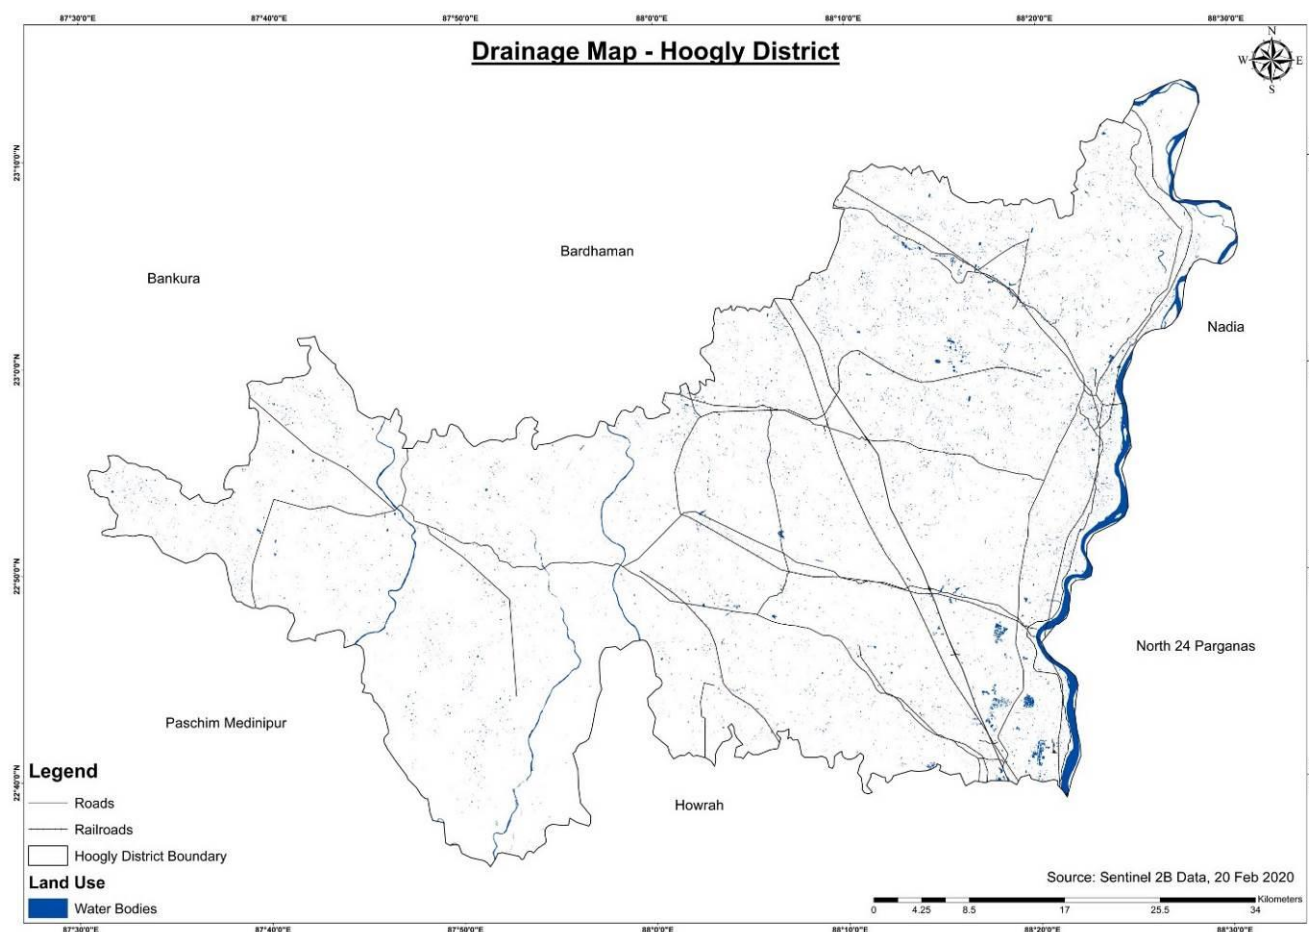 87°30'0"E 87°40'0"E 87°50'0"E 88°0'0"E 88°10'0"E 88°20'0"E 88°30'0"E
Drainage Map - Hoogly District
N
W E
S
23°10'0"N
23°0'0"N
22°50'0"N
22°40'0"N
Bardhaman
Bankura
Nadia
North 24 Parganas
Paschim Medinipur
Howrah
Legend
Roads
Railroads
Hoogly District Boundary
Land Use
Water Bodies
Source: Sentinel 2B Data, 20 Feb 2020
Kilometers
0 4.25 8.5 17 25.5 34
87°30'0"E 87°40'0"E 87°50'0"E 88°0'0"E 88°10'0"E 88°20'0"E 88°30'0"E